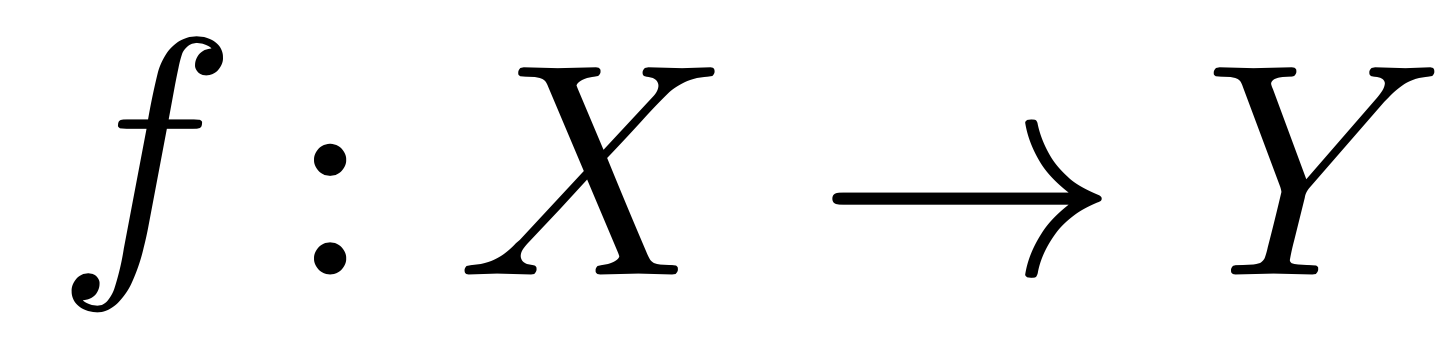 f : X → Y